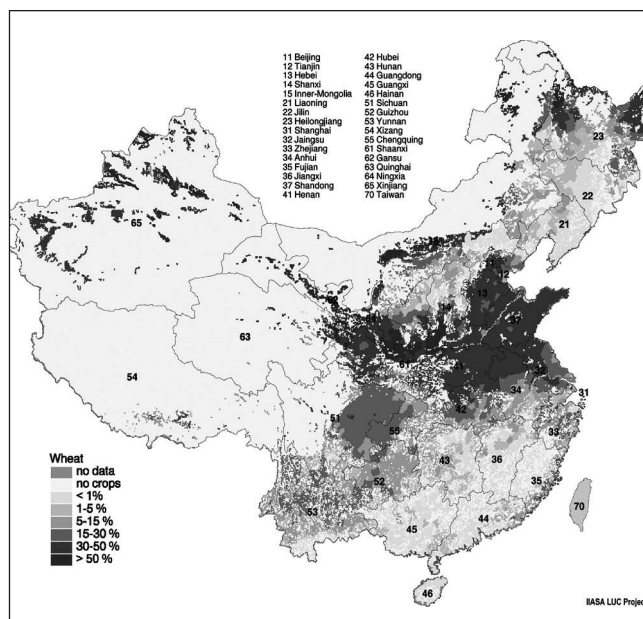 11 Beijing
12 Tianjin
13 Hebei
14 Shanxi
15 Inner-Mongolia
21 Liaoning
22 Jilin
23 Heilongjiang
31 Shanghai
32 Jaingsu
33 Zhejiang
34 Anhui
35 Fujian
36 Jiangxi
37 Shandong
41 Henan
42 Hubei
43 Hunan
44 Guangdong
45 Guangxi
46 Hainan
51 Sichuan
52 Guizhou
53 Yunnan
54 Xizang
55 Chengquing
61 Shaanxi
62 Gansu
63 Quinghai
64 Ningxia
65 Xinjiang
70 Taiwan
23
22
21
65
12
13
37
63
54
61
41
32
34
31
51
42
55
33
43
36
52
35
53
45
44
70
46
Wheat
no data
no crops
< 1%
1-5 %
5-15 %
15-30 %
30-50 %
> 50 %
IIASA LUC Projec